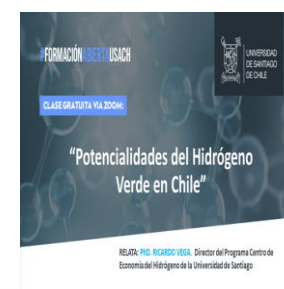 #FORMACIÓNABIERTAUSACH
UNIVERSIDAD
DE SANTIAGO
DE CHILE
CLASE GRATUITA VIA ZOOM:
“Potencialidades del Hidrógeno
Verde en Chile”
RELATA: PhD. RICARDO VEGA. Director del Programa Centro de
Economía del Hidrógeno de la Universidad de Santiago